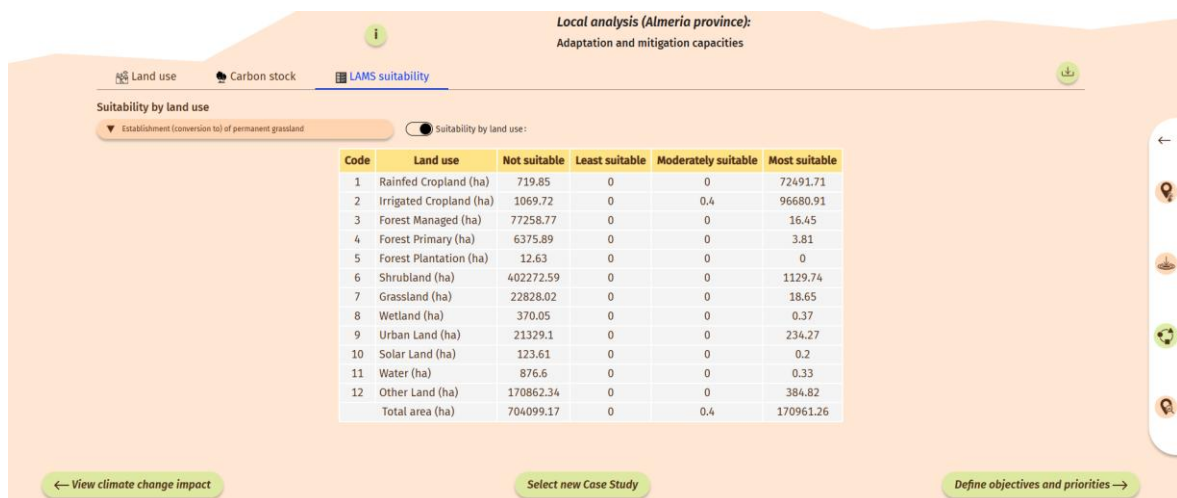 Local analysis (Almeria province):
i
Adaptation and mitigation capacities
Land use Carbon stock LAMS suitability
Suitability by land use
▼ Establishment (conversion to) of permanent grassland Suitability by land use:
Code Land use Not suitable Least suitable Moderately suitable Most suitable
1 Rainfed Cropland (ha) 719.85 0 0 72491.71
2 Irrigated Cropland (ha) 1069.72 0 0.4 96680.91
3 Forest Managed (ha) 77258.77 0 0 16.45
4 Forest Primary (ha) 6375.89 0 0 3.81
5 Forest Plantation (ha) 12.63 0 0 0
6 Shrubland (ha) 402272.59 0 0 1129.74
7 Grassland (ha) 22828.02 0 0 18.65
8 Wetland (ha) 370.05 0 0 0.37
9 Urban Land (ha) 21329.1 0 0 234.27
10 Solar Land (ha) 123.61 0 0 0.2
11 Water (ha) 876.6 0 0 0.33
12 Other Land (ha) 170862.34 0 0 384.82
Total area (ha) 704099.17 0 0.4 170961.26
← View climate change impact Select new Case Study Define objectives and priorities →